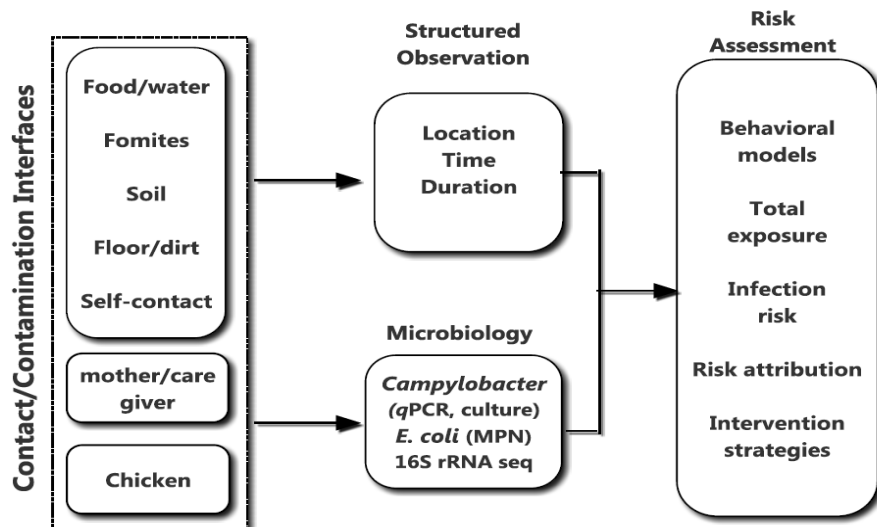 Contact/Contamination Interfaces
Food/water
Fomites
Soil
Floor/dirt
Self-contact
mother/care
giver
Chicken
Structured
Observation
Location
Time
Duration
Microbiology
Campylobacter
(qPCR, culture)
E. coli (MPN)
16S rRNA seq
Risk
Assessment
Behavioral
models
Total
exposure
Infection
risk
Risk attribution
Intervention
strategies